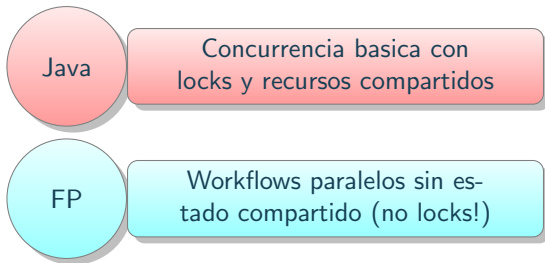 Java
Concurrencia basica con
locks y recursos compartidos
FP
Workflows paralelos sin es-
tado compartido (no locks!)